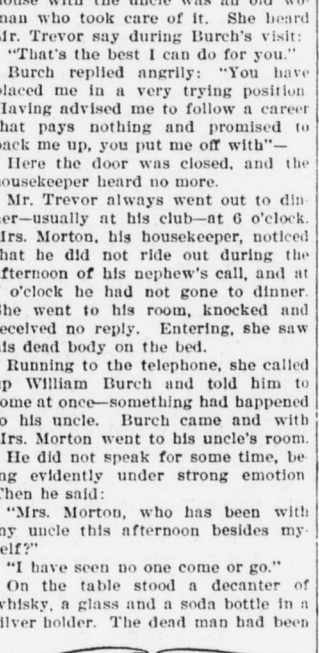 house with the uncle was an old wo-
man who took care of it. She heard
Mr. Trevor say during Burch's visit:
"That's the best I can do for you."
Burch replied angrily: "You have
placed me in a very trying position
Having advised me to follow a career
that pays nothing and promised to
back me up, you put me off with"—
Here the door was closed, and the
housekeeper heard no more.
Mr. Trevor always went out to din
ner—usually at his club—at 6 o'clock.
Mrs. Morton, his housekeeper, noticed
that he did not ride out during the
afternoon of his nephew's call, and at
o'clock he had not gone to dinner.
She went to his room, knocked and
received no reply. Entering, she saw
his dead body on the bed.
Running to the telephone, she called
up William Burch and told him to
come at once—something had happened
to his uncle. Burch came and with
Mrs. Morton went to his uncle's room.
He did not speak for some time, be
ing evidently under strong emotion
Then he said:
"Mrs. Morton, who has been with
my uncle this afternoon besides my-
self?"
"I have seen no one come or go."
On the table stood a decanter of
whisky, a glass and a soda bottle in a
silver holder. The dead man had been